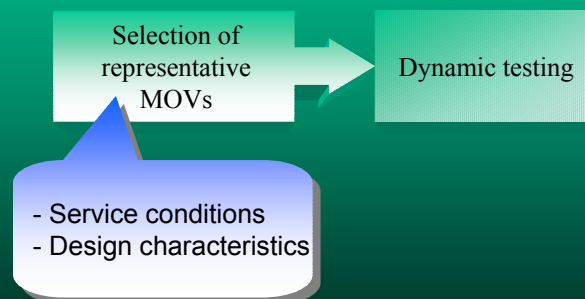 Selection of
representative
MOVs
Dynamic testing
- Service conditions
- Design characteristics